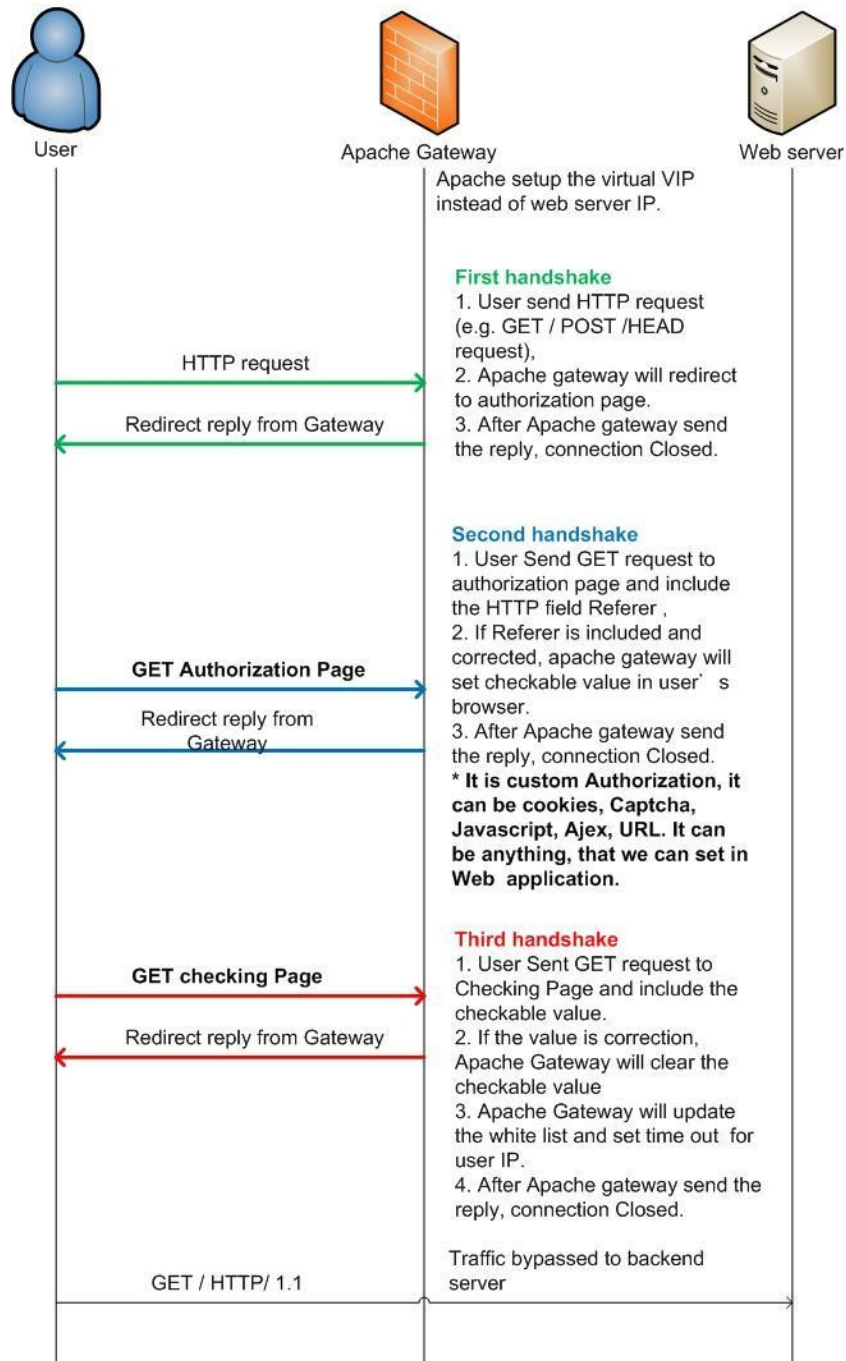 User
Apache Gateway
Web server
Apache setup the virtual VIP
instead of web server IP.
First handshake
1. User send HTTP request
(e.g. GET / POST /HEAD
request),
2. Apache gateway will redirect
to authorization page.
3. After Apache gateway send
the reply, connection Closed.
HTTP request
Redirect reply from Gateway
Second handshake
1. User Send GET request to
authorization page and include
the HTTP field Referer ,
2. If Referer is included and
corrected, apache gateway will
set checkable value in user’ s
browser.
3. After Apache gateway send
the reply, connection Closed.
* It is custom Authorization, it
can be cookies, Captcha,
Javascript, Ajex, URL. It can
be anything, that we can set in
Web application.
GET Authorization Page
Redirect reply from
Gateway
Third handshake
1. User Sent GET request to
Checking Page and include the
checkable value.
2. If the value is correction,
Apache Gateway will clear the
checkable value
3. Apache Gateway will update
the white list and set time out for
user IP.
4. After Apache gateway send the
reply, connection Closed.
GET checking Page
Redirect reply from Gateway
Traffic bypassed to backend
server
GET / HTTP/ 1.1